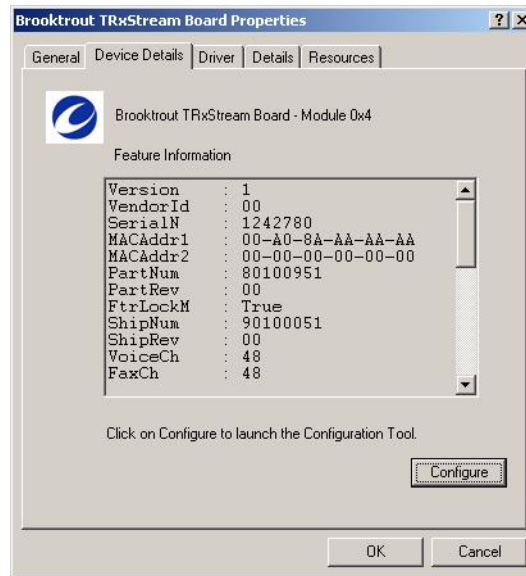 Brooktrout TRxStream Board Properties
General Device Details Driver Details Resources
Brooktrout TRxStream Board - Module 0x4
Feature Information
Version : 1
VendorId : 00
SerialN : 1242780
MACAddr1 : 00-A0-8A-AA-AA-AA
MACAddr2 : 00-00-00-00-00-00
PartNum : 80100951
PartRev : 00
FtrLockM : True
ShipNum : 90100051
ShipRev : 00
VoiceCh : 48
FaxCh : 48
Click on Configure to launch the Configuration Tool.
Configure
OK Cancel